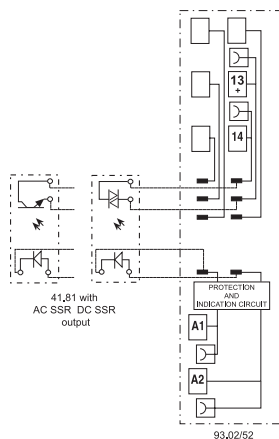 13
+
14
41.81 with
AC SSR DC SSR
output
PROTECTION
AND
INDICATION CIRCUIT
A1
A2
93.02/52